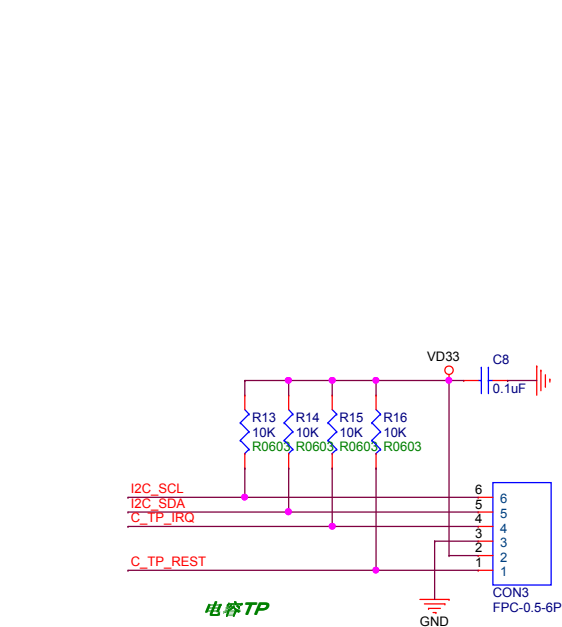 VD33
C8
0.1uF
R13 R14 R15 R16
10K 10K 10K 10K
R0603 R0603 R0603 R0603
I2C_SCL 6 6
I2C_SDA 5 5
C_TP_IRQ 4 4
3 3
2 2
C_TP_REST 1 1
CON3
FPC-0.5-6P
电容TP
GND